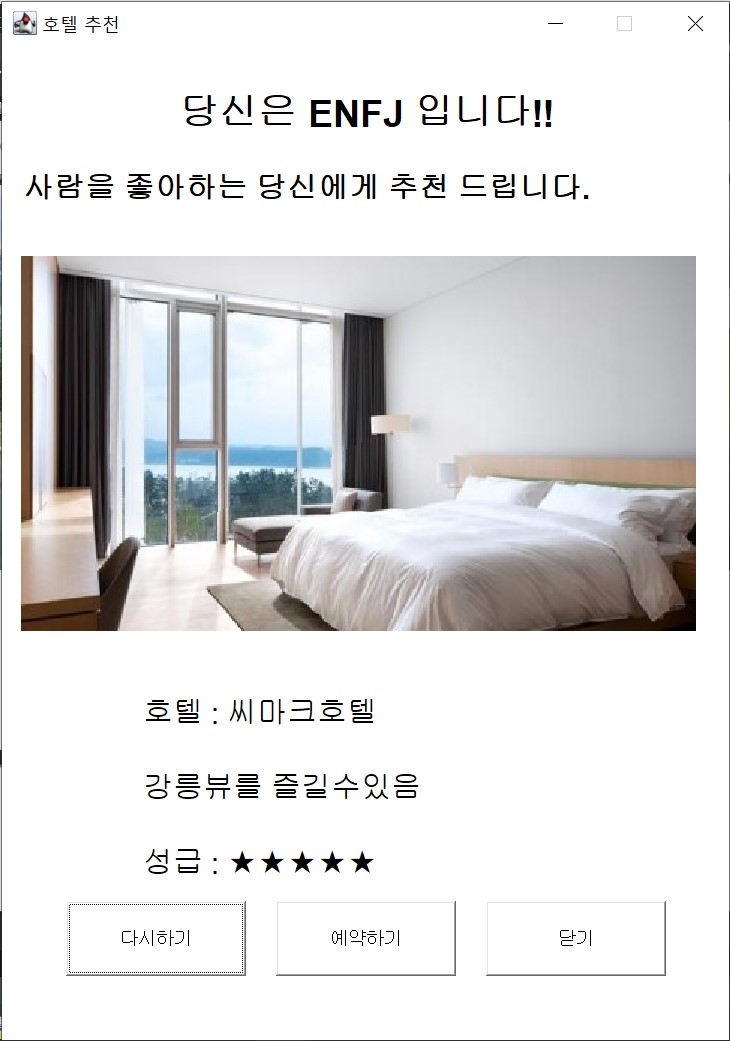 호텔 추천
당신은 ENFJ 입니다!!
사람을 좋아하는 당신에게 추천 드립니다.
호텔 : 씨마크호텔
강릉뷰를 즐길수있음
성급 : ★★★★★
다시하기 예약하기 닫기